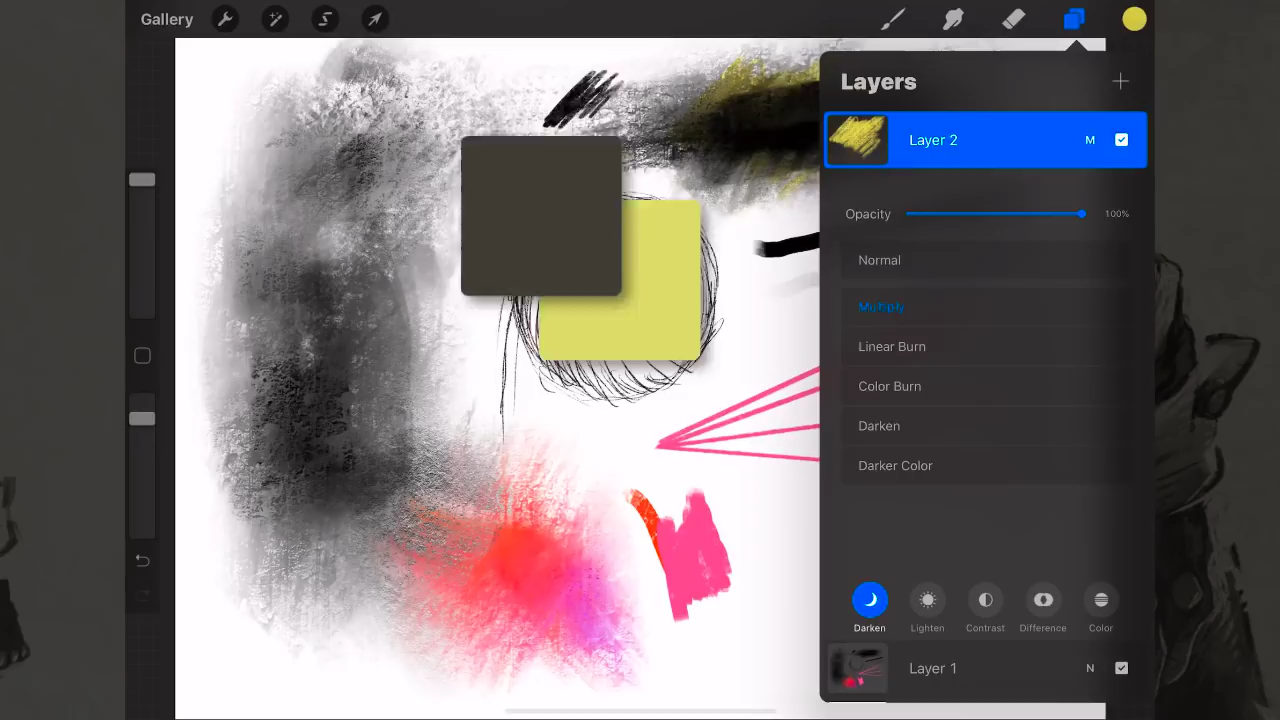 Gallery
Layers
Layer 2 M
Opacity 100%
Normal
Multiply
Linear Burn
Color Burn
Darken
Darker Color
Darken Lighten Contrast Difference Color
Layer 1 N